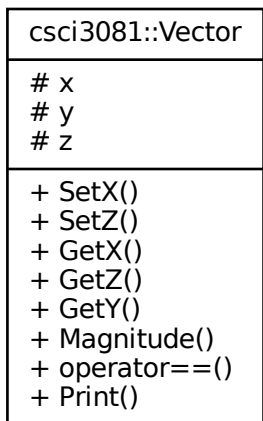 csci3081::Vector
# x
# y
# z
+ SetX()
+ SetZ()
+ GetX()
+ GetZ()
+ GetY()
+ Magnitude()
+ operator==()
+ Print()